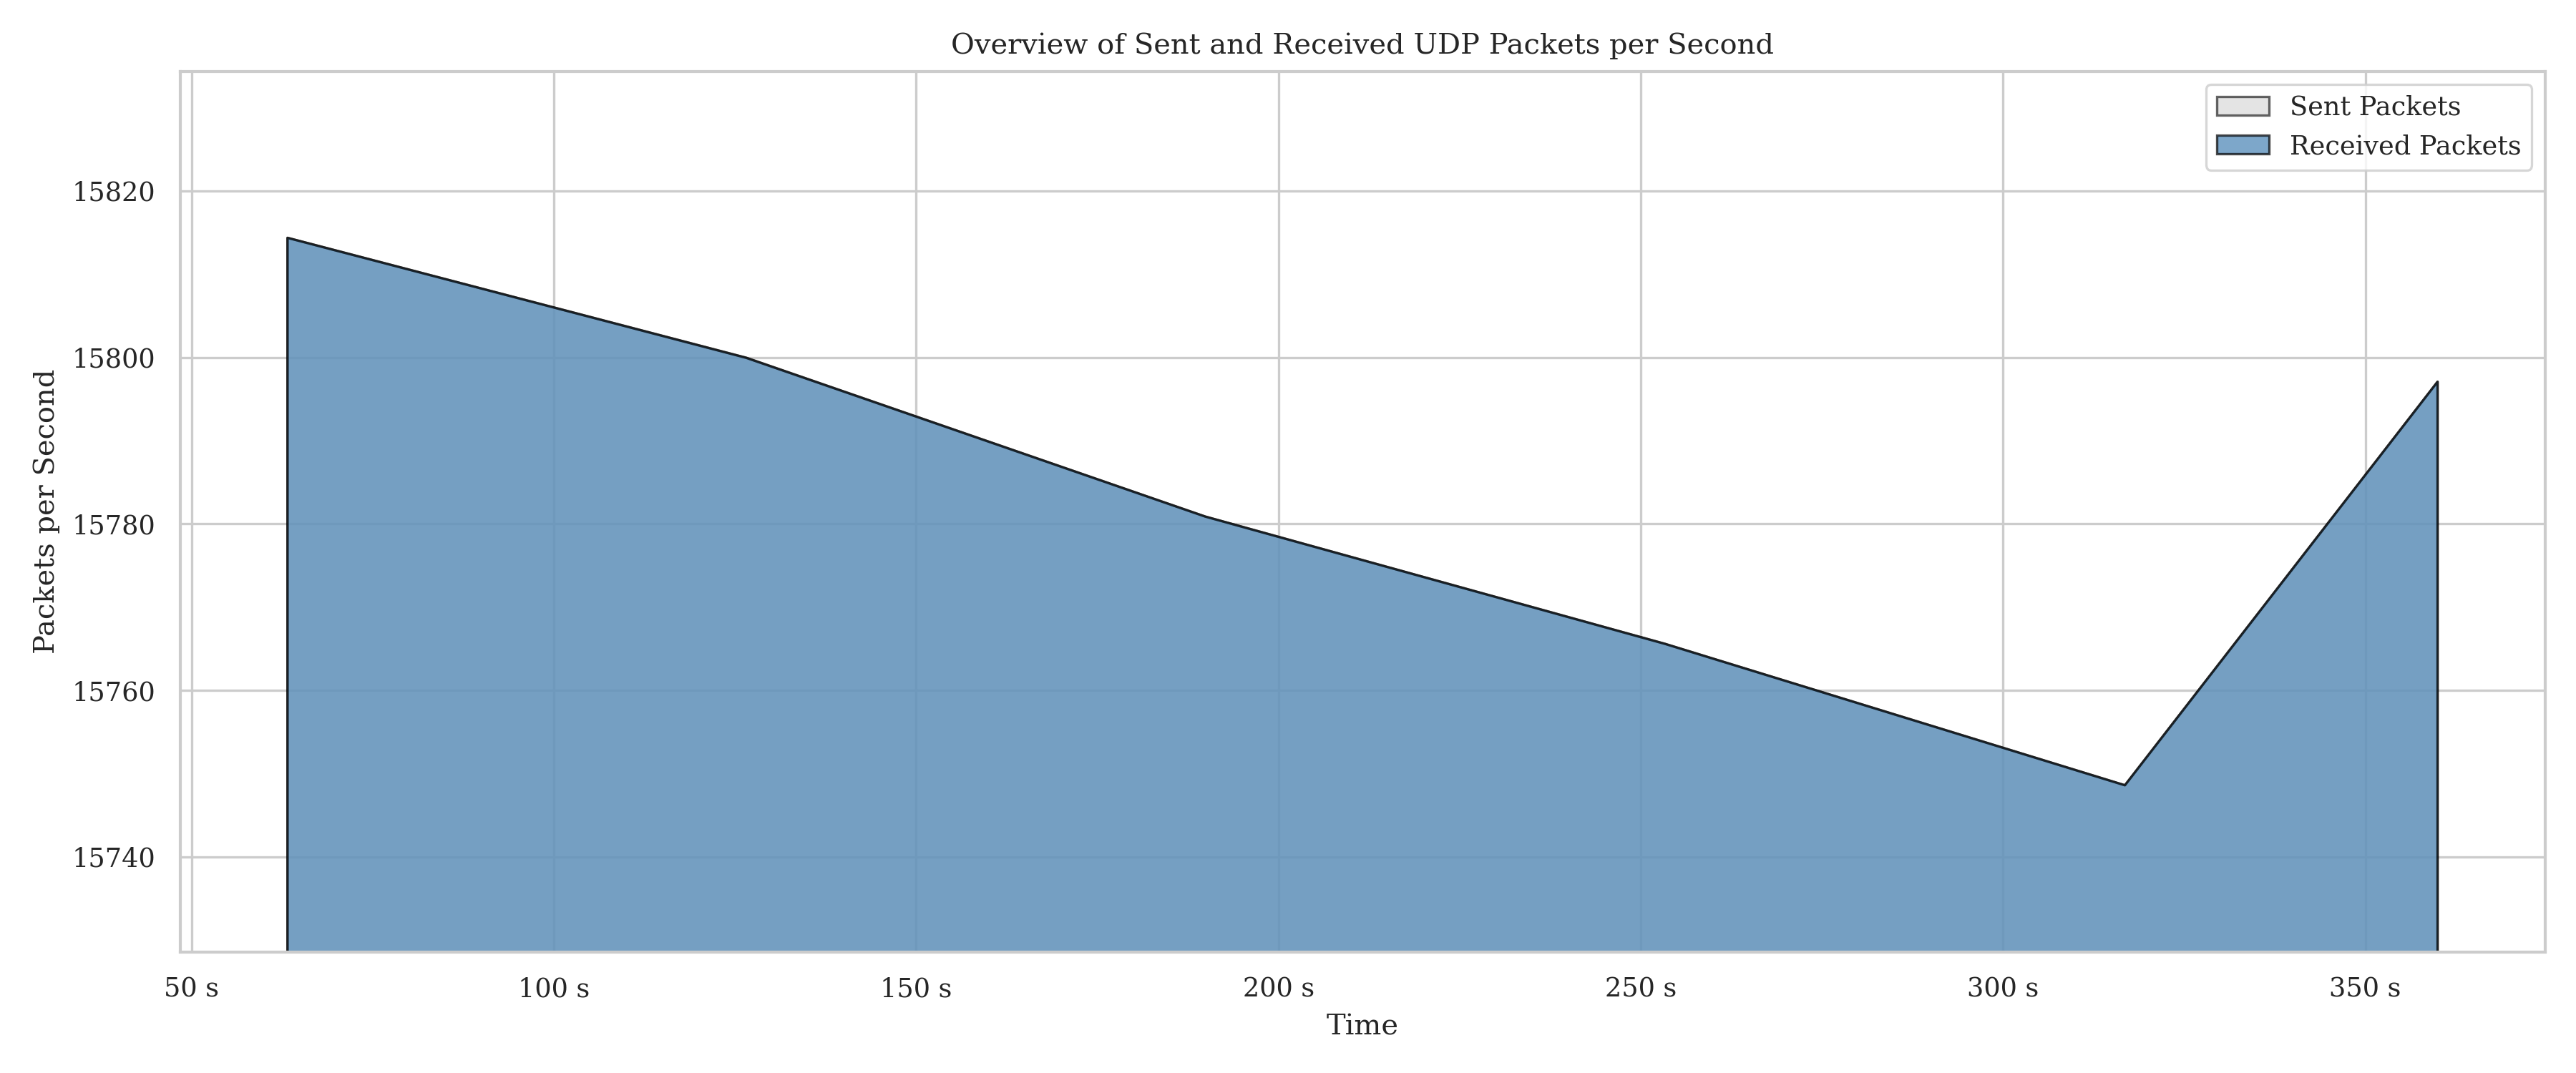 Overview of Sent and Received UDP Packets per Second
Sent Packets
Received Packets
Packets per Second
15820
15800
15780
15760
15740
50 s
100 s
150 s
200 s
250 s
300 s
350 s
Time